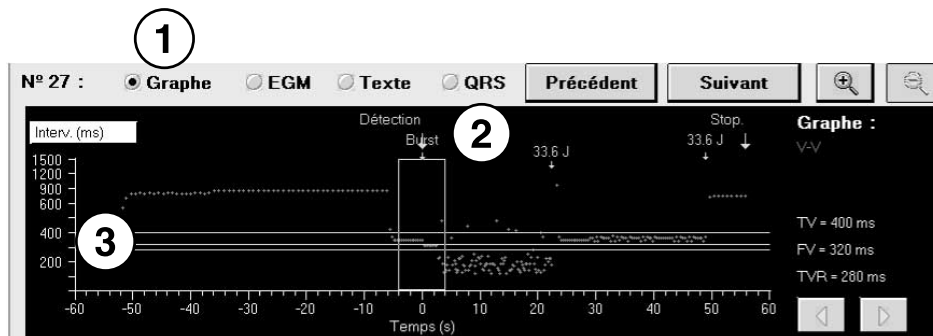 1
Nº 27 : Graphe EGM Texte QRS Précédent Suivant
Détection 2 Stop. Graphe :
Interv. (ms) Burst 33.6 J 33.6 J V-V
1500
1200
900
600
400 TV = 400 ms
3 FV = 320 ms
200 TVR = 280 ms
-60 -50 -40 -30 -20 -10 0 10 20 30 40 50 60
Temps (s)